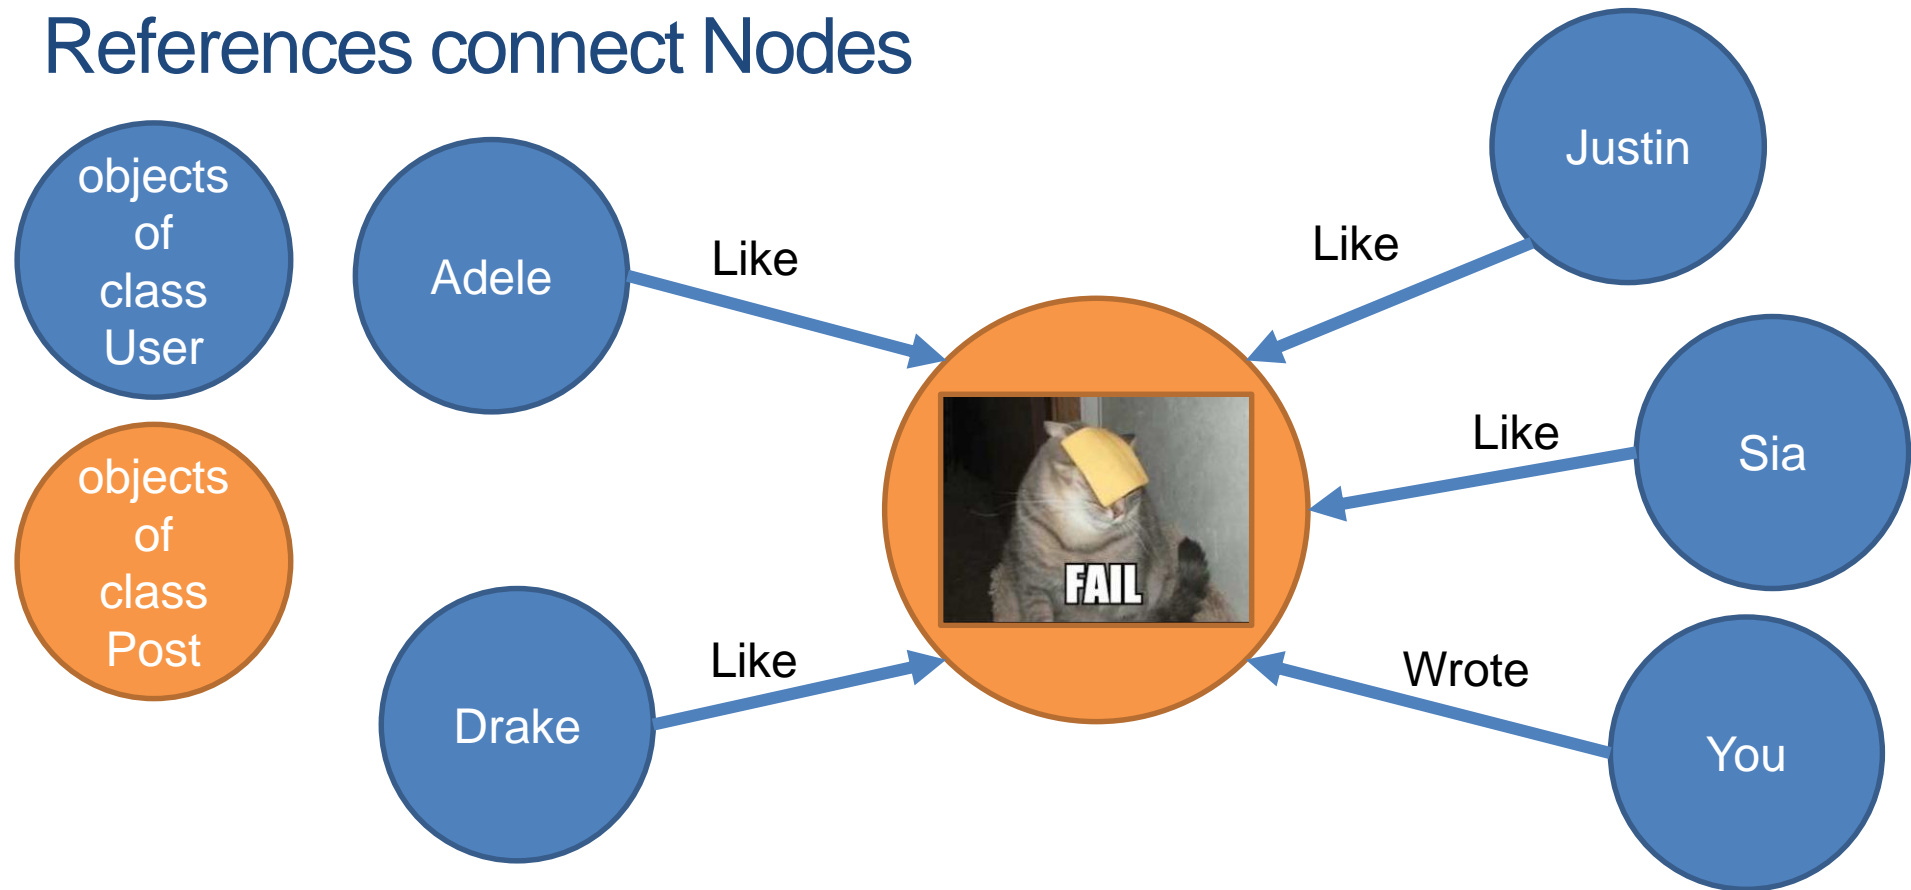 References connect Nodes
objects
of
class
User
objects
of
class
Post
Adele
Like
Drake
Like
FAIL
Like
Justin
Like
Sia
Wrote
You